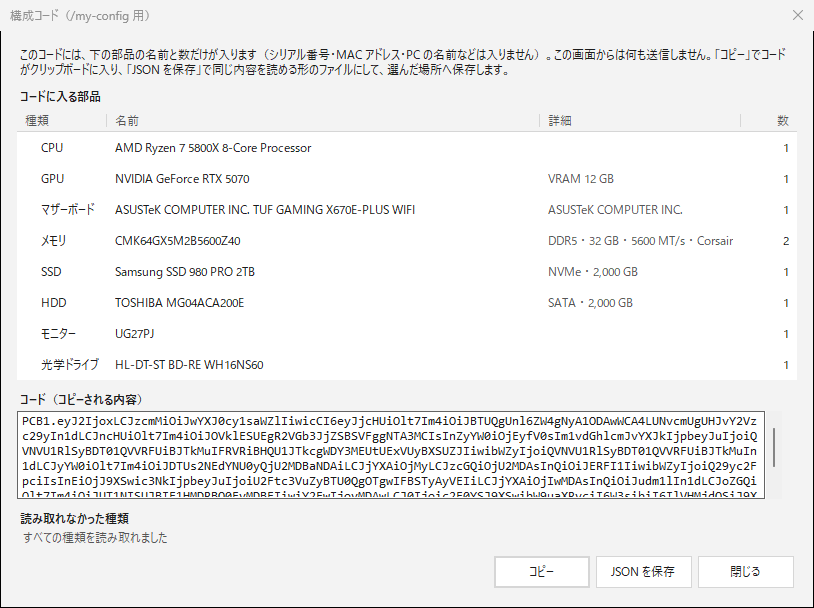 構成コード（/my-config 用）
このコードには、下の部品の名前と数だけが入ります（シリアル番号・MAC アドレス・PC の名前などは入りません）。この画面からは何も送信しません。「コピー」でコード
がクリップボードに入り、「JSON を保存」で同じ内容を読める形のファイルにして、選んだ場所へ保存します。
コードに入る部品
種類 名前 詳細 数
CPU AMD Ryzen 7 5800X 8-Core Processor 1
GPU NVIDIA GeForce RTX 5070 VRAM 12 GB 1
マザーボード ASUSTeK COMPUTER INC. TUF GAMING X670E-PLUS WIFI ASUSTeK COMPUTER INC. 1
メモリ CMK64GX5M2B5600Z40 DDR5・32 GB・5600 MT/s・Corsair 2
SSD Samsung SSD 980 PRO 2TB NVMe・2,000 GB 1
HDD TOSHIBA MG04ACA200E SATA・2,000 GB 1
モニター UG27PJ 1
光学ドライブ HL-DT-ST BD-RE WH16NS60 1
コード（コピーされる内容）
読み取れなかった種類
すべての種類を読み取れました
コピー JSON を保存 閉じる